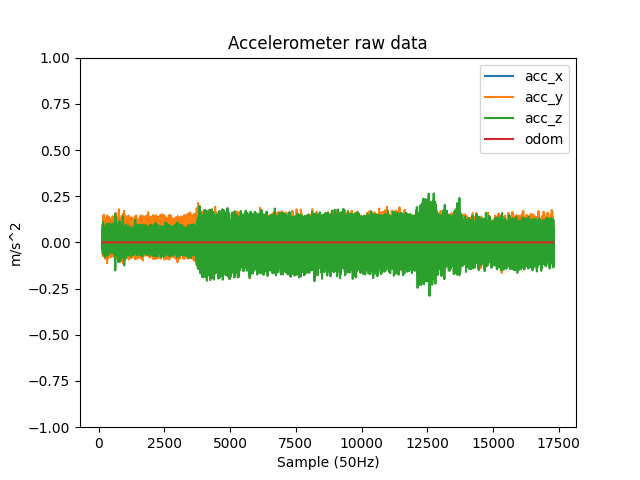 Accelerometer raw data
1.00
0.75
0.50
0.25
0.00
−0.25
−0.50
−0.75
−1.00
m/s^2
acc_x
acc_y
acc_z
odom
0 2500 5000 7500 10000 12500 15000 17500
Sample (50Hz)